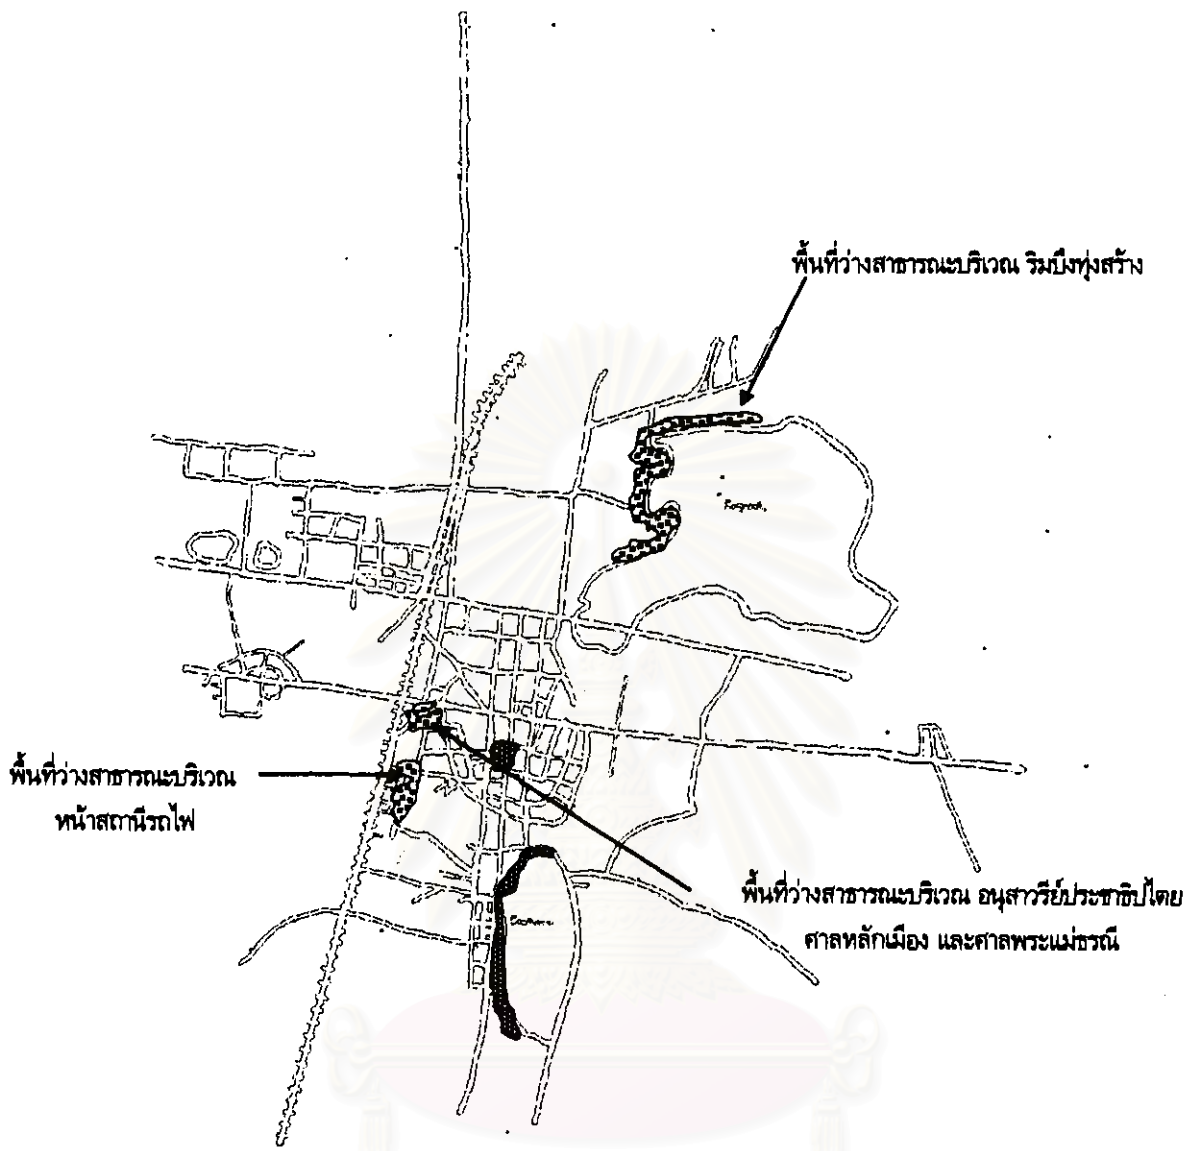 พื้นที่ว่างสาธารณะบริเวณ ริมบึงทุ่งสร้าง
พื้นที่ว่างสาธารณะบริเวณ
หน้าสถานีรถไฟ
พื้นที่ว่างสาธารณะบริเวณ อนุสาวรีย์ประชาธิปไตย
ศาลหลักเมือง และศาลพระแม่ธรณี